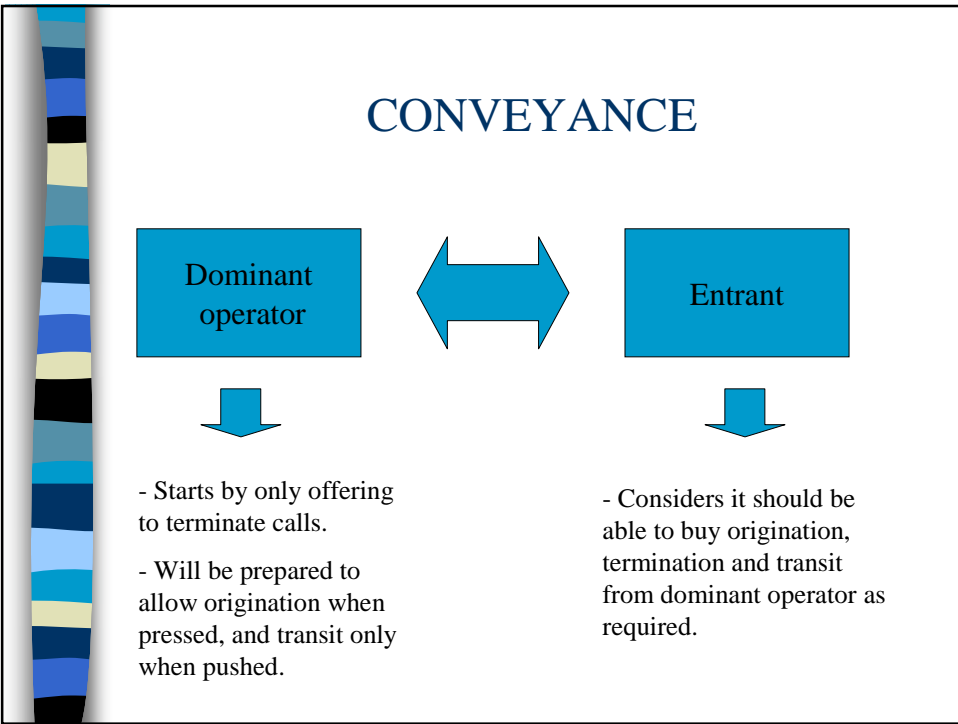 CONVEYANCE
Dominant
operator
Entrant
- Starts by only offering
to terminate calls.
- Will be prepared to
allow origination when
pressed, and transit only
when pushed.
- Considers it should be
able to buy origination,
termination and transit
from dominant operator as
required.